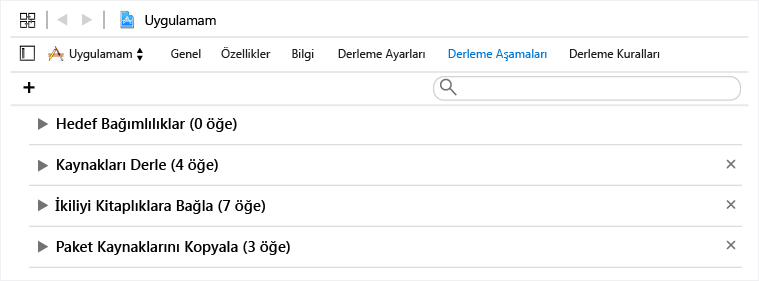 Uygulamam
Uygulamam Genel Özellikler Bilgi Derleme Ayarları Derleme Aşamaları Derleme Kuralları
+
Hedef Bağımlılıklar (0 öğe)
Kaynakları Derle (4 öğe)
İkiliyi Kitaplıklara Bağla (7 öğe)
Paket Kaynaklarını Kopyala (3 öğe)